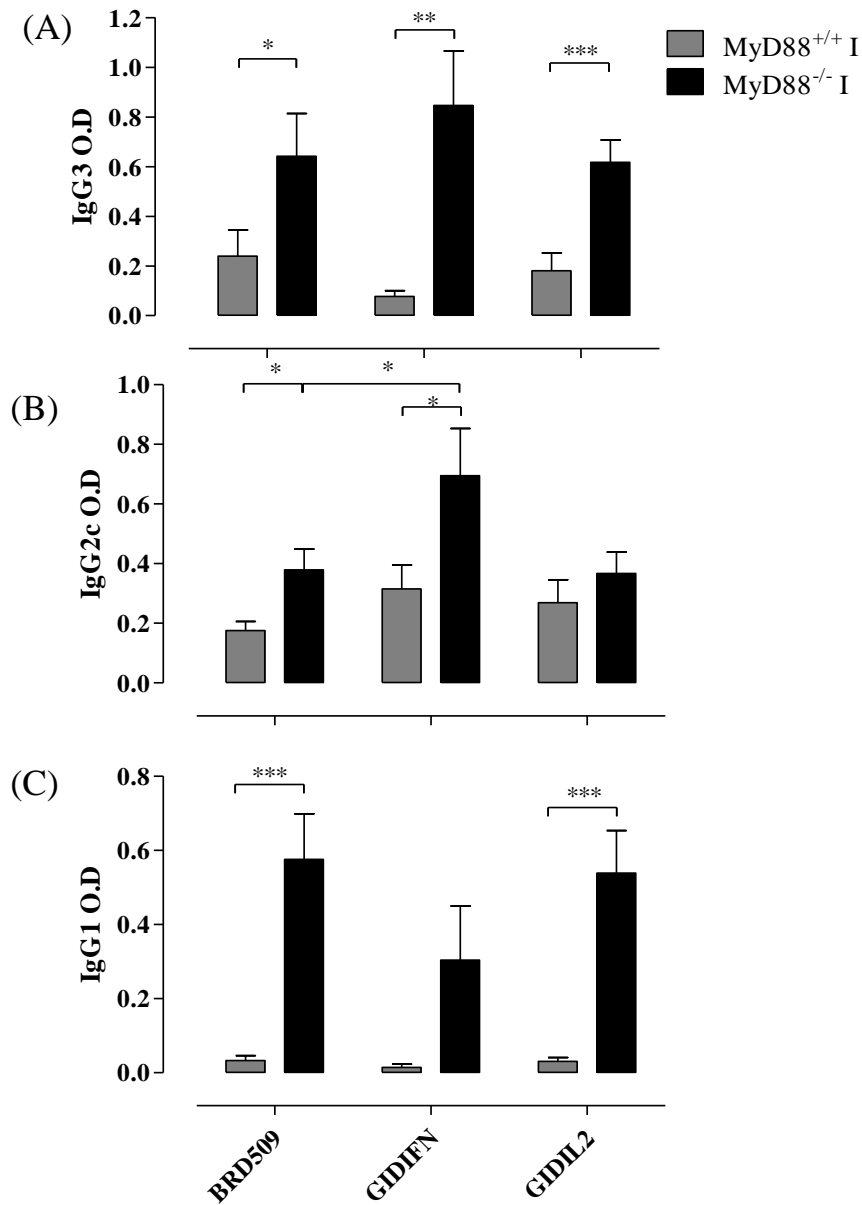 (A)
1.2
1.0
0.8
0.6
0.4
0.2
0.0
IgG3 O.D
*
**
***
MyD88+/+ I
MyD88-/- I
(B)
1.0
0.8
0.6
0.4
0.2
0.0
IgG2c O.D
*
*
*
(C)
0.8
0.6
0.4
0.2
0.0
IgG1 O.D
***
***
BRD509
GIDIFN
GIDIL2